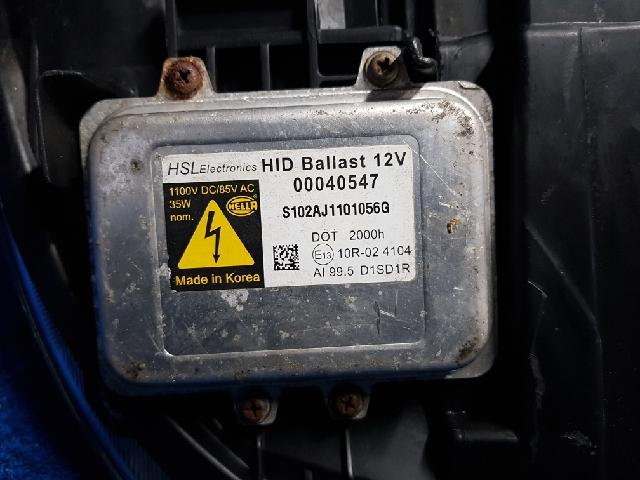 HSL Electronics HID Ballast 12V
00040547
1100V DC/85V AC
35W
nom.
HELLA
S102AJ1101056G
DOT 2000h
E13 10R-02 4104
AI 99.5 D1SD1R
Made in Korea